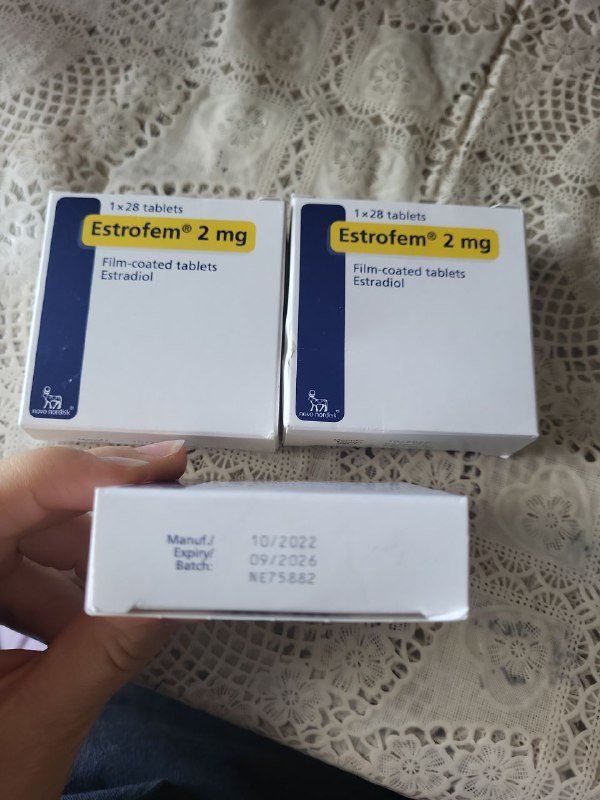 1×28 tablets
Estrofem® 2 mg
Film-coated tablets
Estradiol
novo nordisk®
1×28 tablets
Estrofem® 2 mg
Film-coated tablets
Estradiol
novo nordisk®
Manuf./ 10/2022
Expiry/ 09/2026
Batch: NE75882